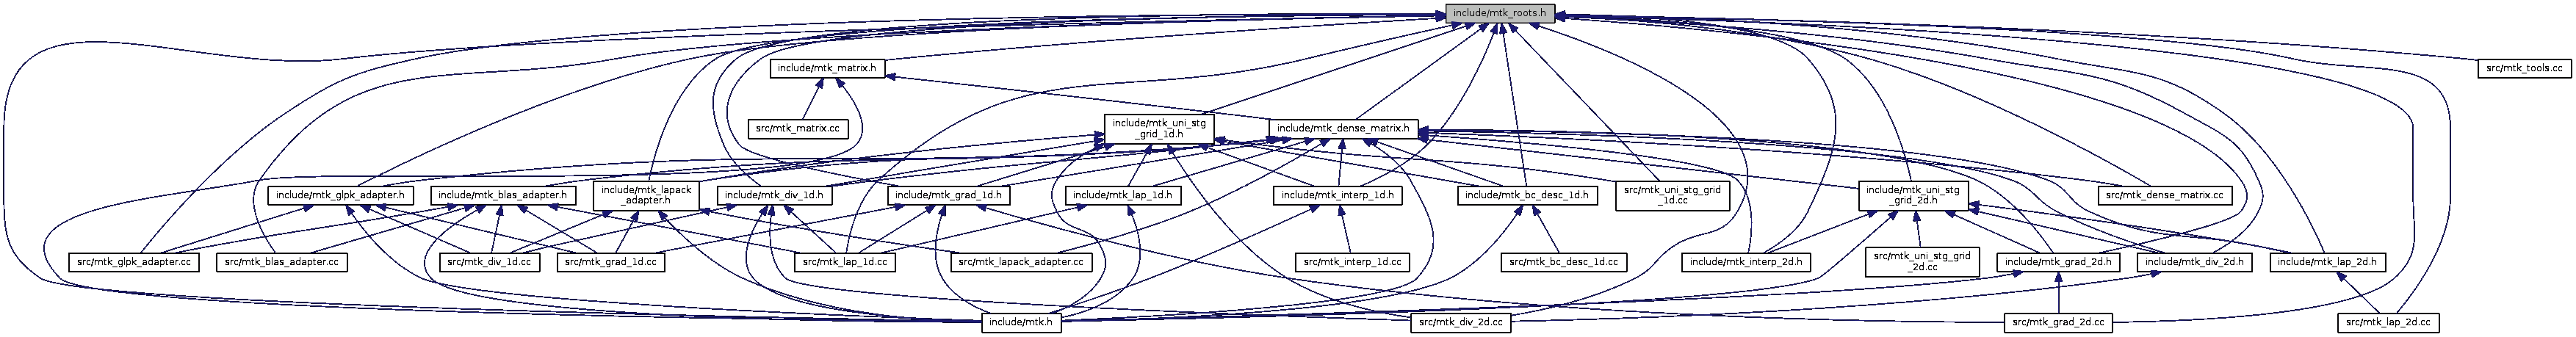 include/mtk_roots.h
include/mtk_matrix.h
src/mtk_tools.cc
src/mtk_matrix.cc
include/mtk_uni_stg
_grid_1d.h
include/mtk_dense_matrix.h
include/mtk_glpk_adapter.h
include/mtk_blas_adapter.h
include/mtk_lapack
_adapter.h
include/mtk_div_1d.h
include/mtk_grad_1d.h
include/mtk_lap_1d.h
include/mtk_interp_1d.h
include/mtk_bc_desc_1d.h
src/mtk_uni_stg_grid
_1d.cc
include/mtk_uni_stg
_grid_2d.h
src/mtk_dense_matrix.cc
src/mtk_glpk_adapter.cc
src/mtk_blas_adapter.cc
src/mtk_div_1d.cc
src/mtk_grad_1d.cc
src/mtk_lap_1d.cc
src/mtk_lapack_adapter.cc
src/mtk_interp_1d.cc
src/mtk_bc_desc_1d.cc
include/mtk_interp_2d.h
src/mtk_uni_stg_grid
_2d.cc
include/mtk_grad_2d.h
include/mtk_div_2d.h
include/mtk_lap_2d.h
include/mtk.h
src/mtk_div_2d.cc
src/mtk_grad_2d.cc
src/mtk_lap_2d.cc